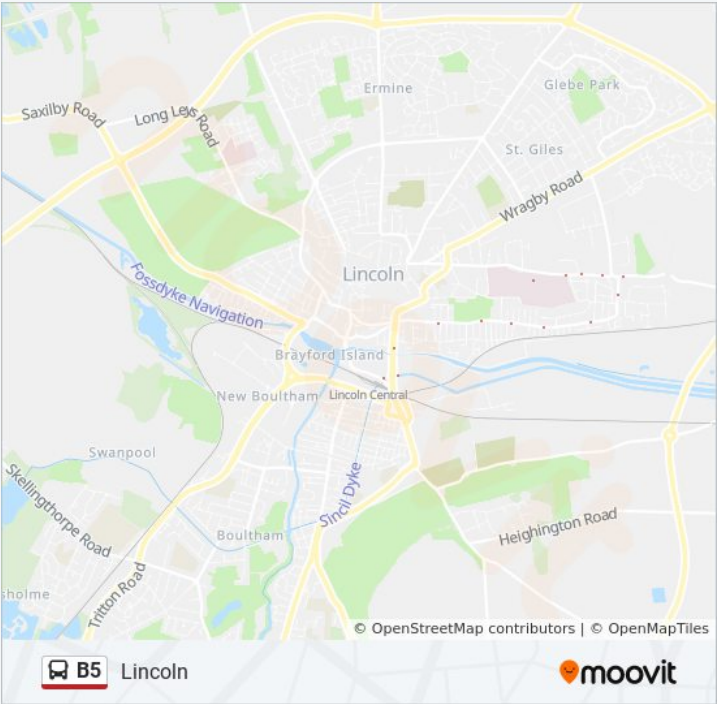 Ermine
Glebe Park
Saxilby Road
Long Leys Road
St. Giles
Wragby Road
Lincoln
Fossdyke Navigation
Brayford Island
New Boultham
Lincoln Central
Swanpool
Skellingthorpe Road
Sincil Dyke
Heighington Road
Boultham
sholme
Tritton Road
© OpenStreetMap contributors | © OpenMapTiles
B5 Lincoln
moovit